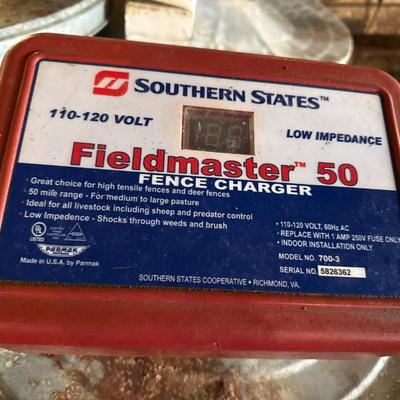 SOUTHERN STATES™
110-120 VOLT
LOW IMPEDANCE
Fieldmaster™ 50
FENCE CHARGER
• Great choice for high tensile fences and deer fences
• 50 mile range - For medium to large pasture
• Ideal for all livestock including sheep and predator control
• Low Impedence - Shocks through weeds and brush
• 110-120 VOLT, 60Hz AC
• REPLACE WITH 1 AMP 250V FUSE ONLY
• INDOOR INSTALLATION ONLY
UL
LISTED
PARMAK
Made in U.S.A. by Parmak
MODEL NO. 700-3
SERIAL NO. 5826362
SOUTHERN STATES COOPERATIVE • RICHMOND, VA.